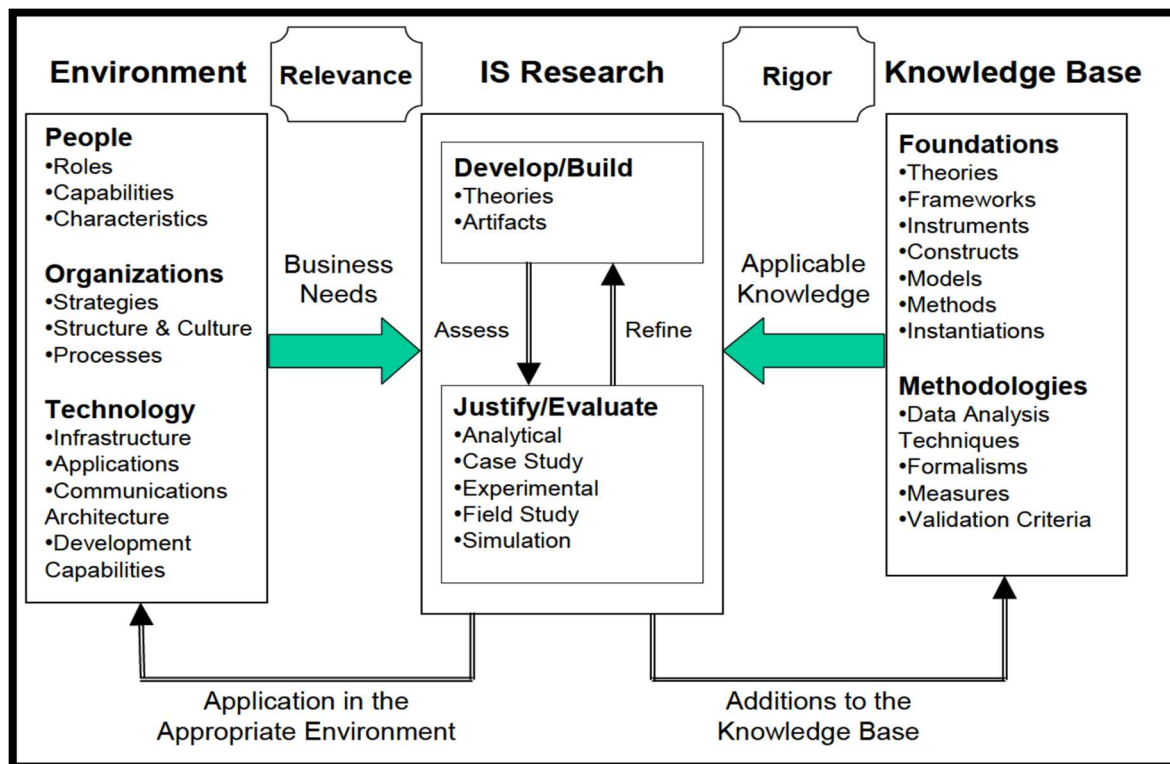 Environment
Relevance
IS Research
Rigor
Knowledge Base
People
•Roles
•Capabilities
•Characteristics
Organizations
•Strategies
•Structure & Culture
•Processes
Technology
•Infrastructure
•Applications
•Communications
Architecture
•Development
Capabilities
Business
Needs
Develop/Build
•Theories
•Artifacts
Assess
Refine
Justify/Evaluate
•Analytical
•Case Study
•Experimental
•Field Study
•Simulation
Applicable
Knowledge
Foundations
•Theories
•Frameworks
•Instruments
•Constructs
•Models
•Methods
•Instantiations
Methodologies
•Data Analysis
Techniques
•Formalisms
•Measures
•Validation Criteria
Application in the
Appropriate Environment
Additions to the
Knowledge Base